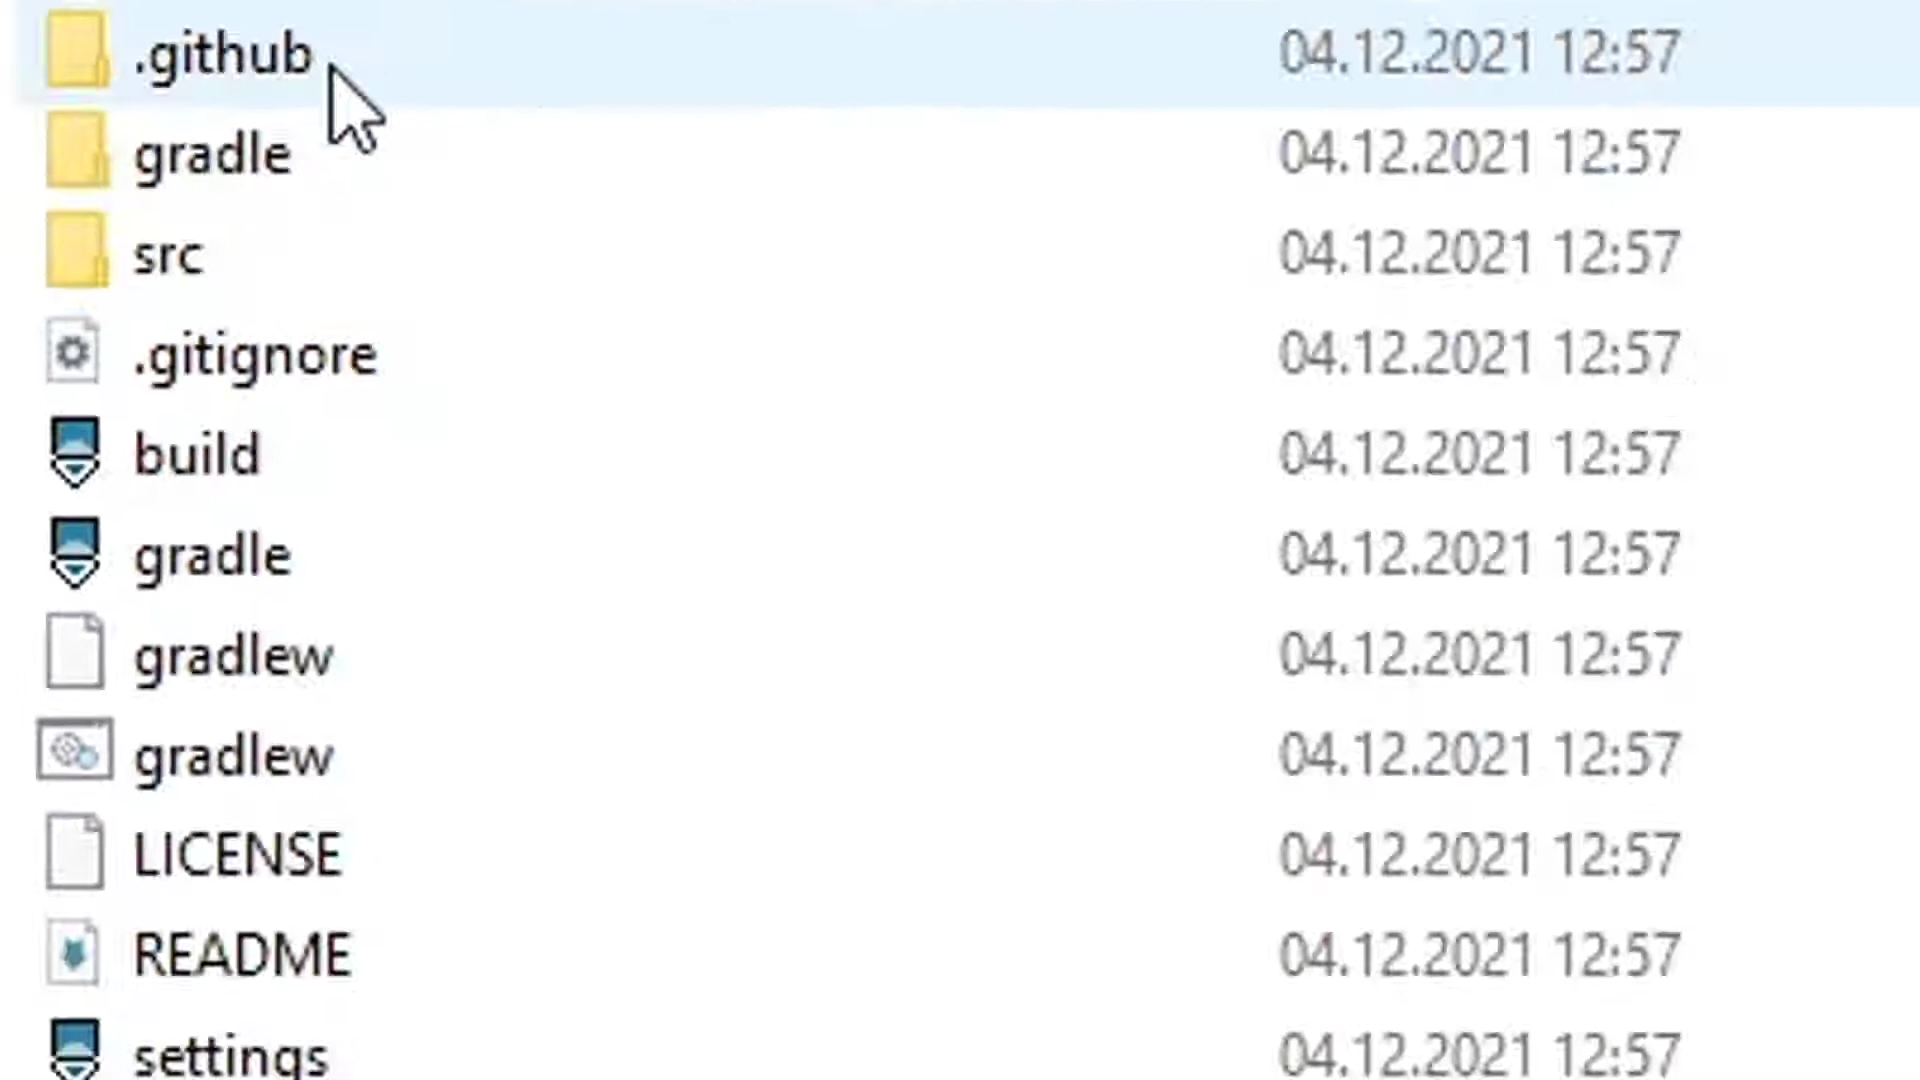 .github 04.12.2021 12:57
gradle 04.12.2021 12:57
src 04.12.2021 12:57
.gitignore 04.12.2021 12:57
build 04.12.2021 12:57
gradle 04.12.2021 12:57
gradlew 04.12.2021 12:57
gradlew 04.12.2021 12:57
LICENSE 04.12.2021 12:57
README 04.12.2021 12:57
settings 04.12.2021 12:57